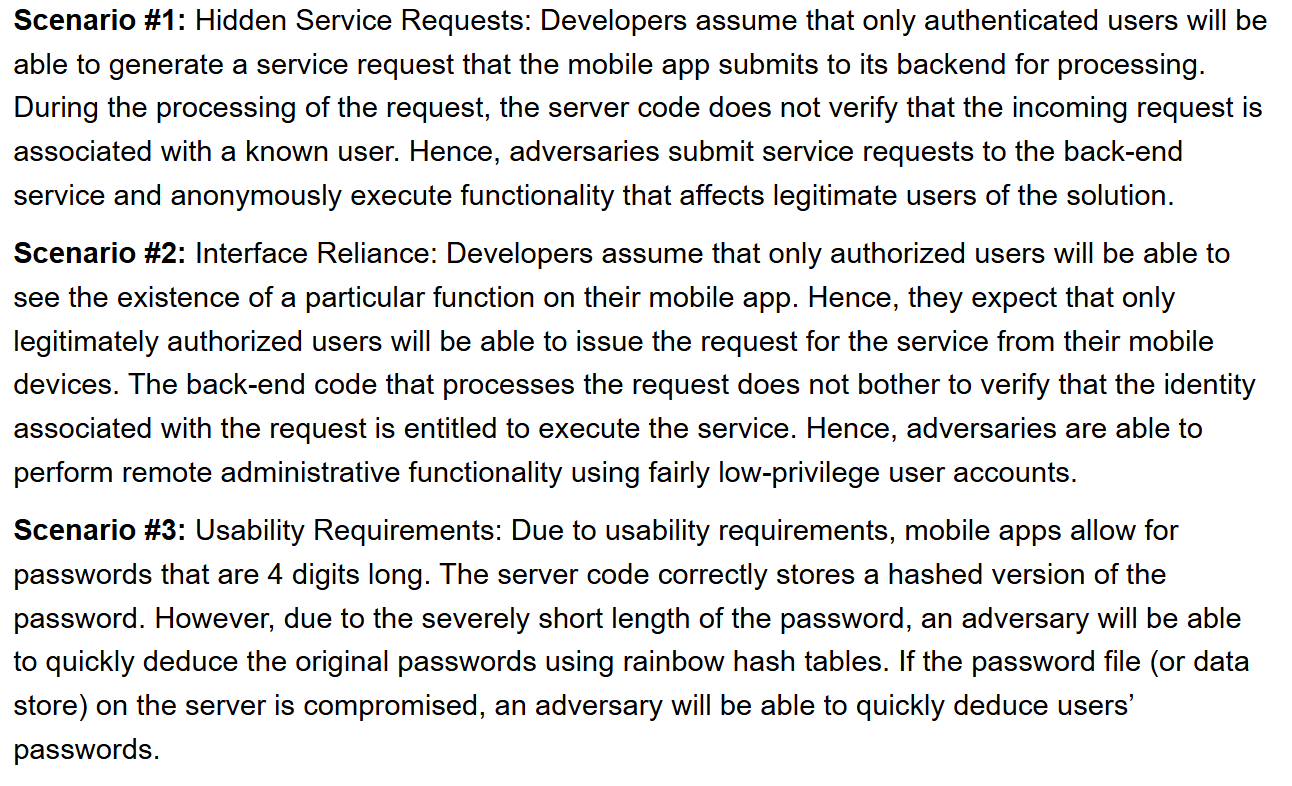 Scenario #1: Hidden Service Requests: Developers assume that only authenticated users will be
able to generate a service request that the mobile app submits to its backend for processing.
During the processing of the request, the server code does not verify that the incoming request is
associated with a known user. Hence, adversaries submit service requests to the back-end
service and anonymously execute functionality that affects legitimate users of the solution.
Scenario #2: Interface Reliance: Developers assume that only authorized users will be able to
see the existence of a particular function on their mobile app. Hence, they expect that only
legitimately authorized users will be able to issue the request for the service from their mobile
devices. The back-end code that processes the request does not bother to verify that the identity
associated with the request is entitled to execute the service. Hence, adversaries are able to
perform remote administrative functionality using fairly low-privilege user accounts.
Scenario #3: Usability Requirements: Due to usability requirements, mobile apps allow for
passwords that are 4 digits long. The server code correctly stores a hashed version of the
password. However, due to the severely short length of the password, an adversary will be able
to quickly deduce the original passwords using rainbow hash tables. If the password file (or data
store) on the server is compromised, an adversary will be able to quickly deduce users’
passwords.